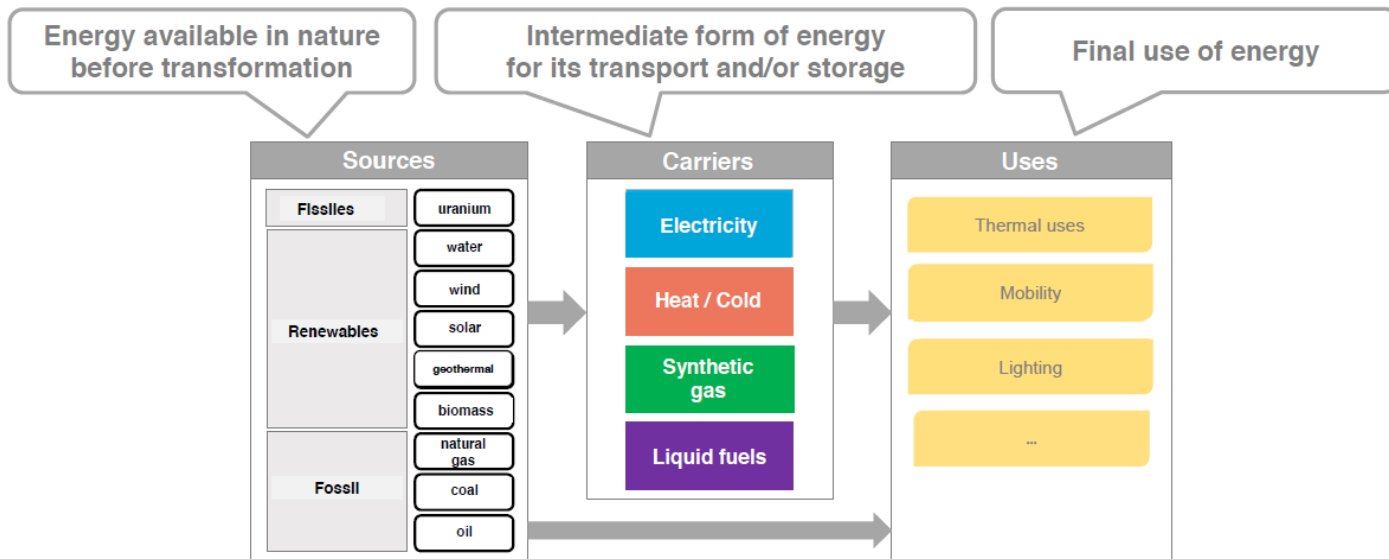 Energy available in nature
before transformation
Intermediate form of energy
for its transport and/or storage
Final use of energy
Sources
Carriers
Uses
Fissiles
uranium
Renewables
water
wind
solar
geothermal
biomass
Fossil
natural
gas
coal
oil
Electricity
Heat / Cold
Synthetic
gas
Liquid fuels
Thermal uses
Mobility
Lighting
...